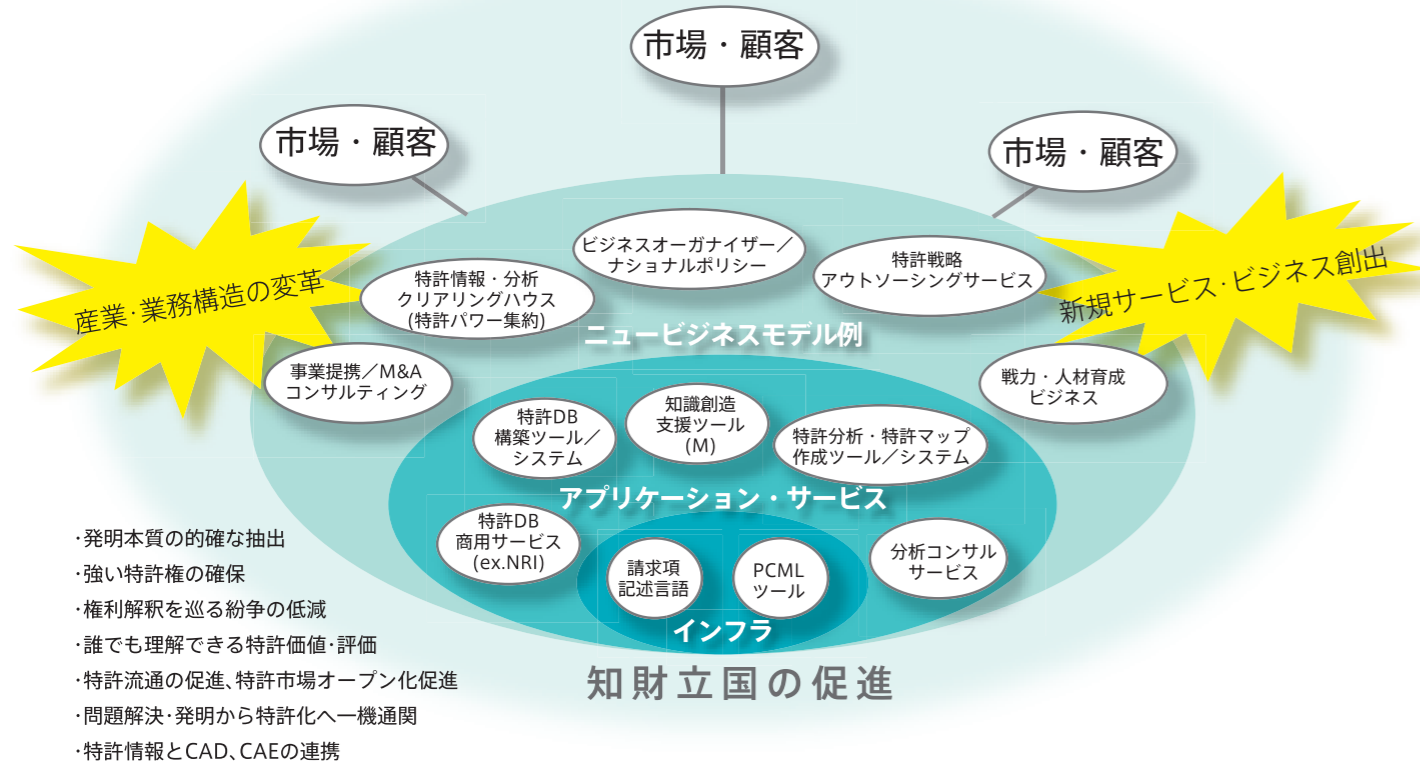 市場・顧客
市場・顧客
市場・顧客
産業・業務構造の変革
新規サービス・ビジネス創出
ビジネスオーガナイザー／
ナショナルポリシー
特許情報・分析
クリアリングハウス
(特許パワー集約)
特許戦略
アウトソーシングサービス
ニュービジネスモデル例
事業提携／M&A
コンサルティング
戦力・人材育成
ビジネス
特許DB
構築ツール／
システム
知識創造
支援ツール
(M)
特許分析・特許マップ
作成ツール／システム
アプリケーション・サービス
特許DB
商用サービス
(ex.NRI)
分析コンサル
サービス
請求項
記述言語
PCML
ツール
インフラ
知財立国の促進
・発明本質の的確な抽出
・強い特許権の確保
・権利解釈を巡る紛争の低減
・誰でも理解できる特許価値・評価
・特許流通の促進、特許市場オープン化促進
・問題解決・発明から特許化へ一機通関
・特許情報とCAD、CAEの連携